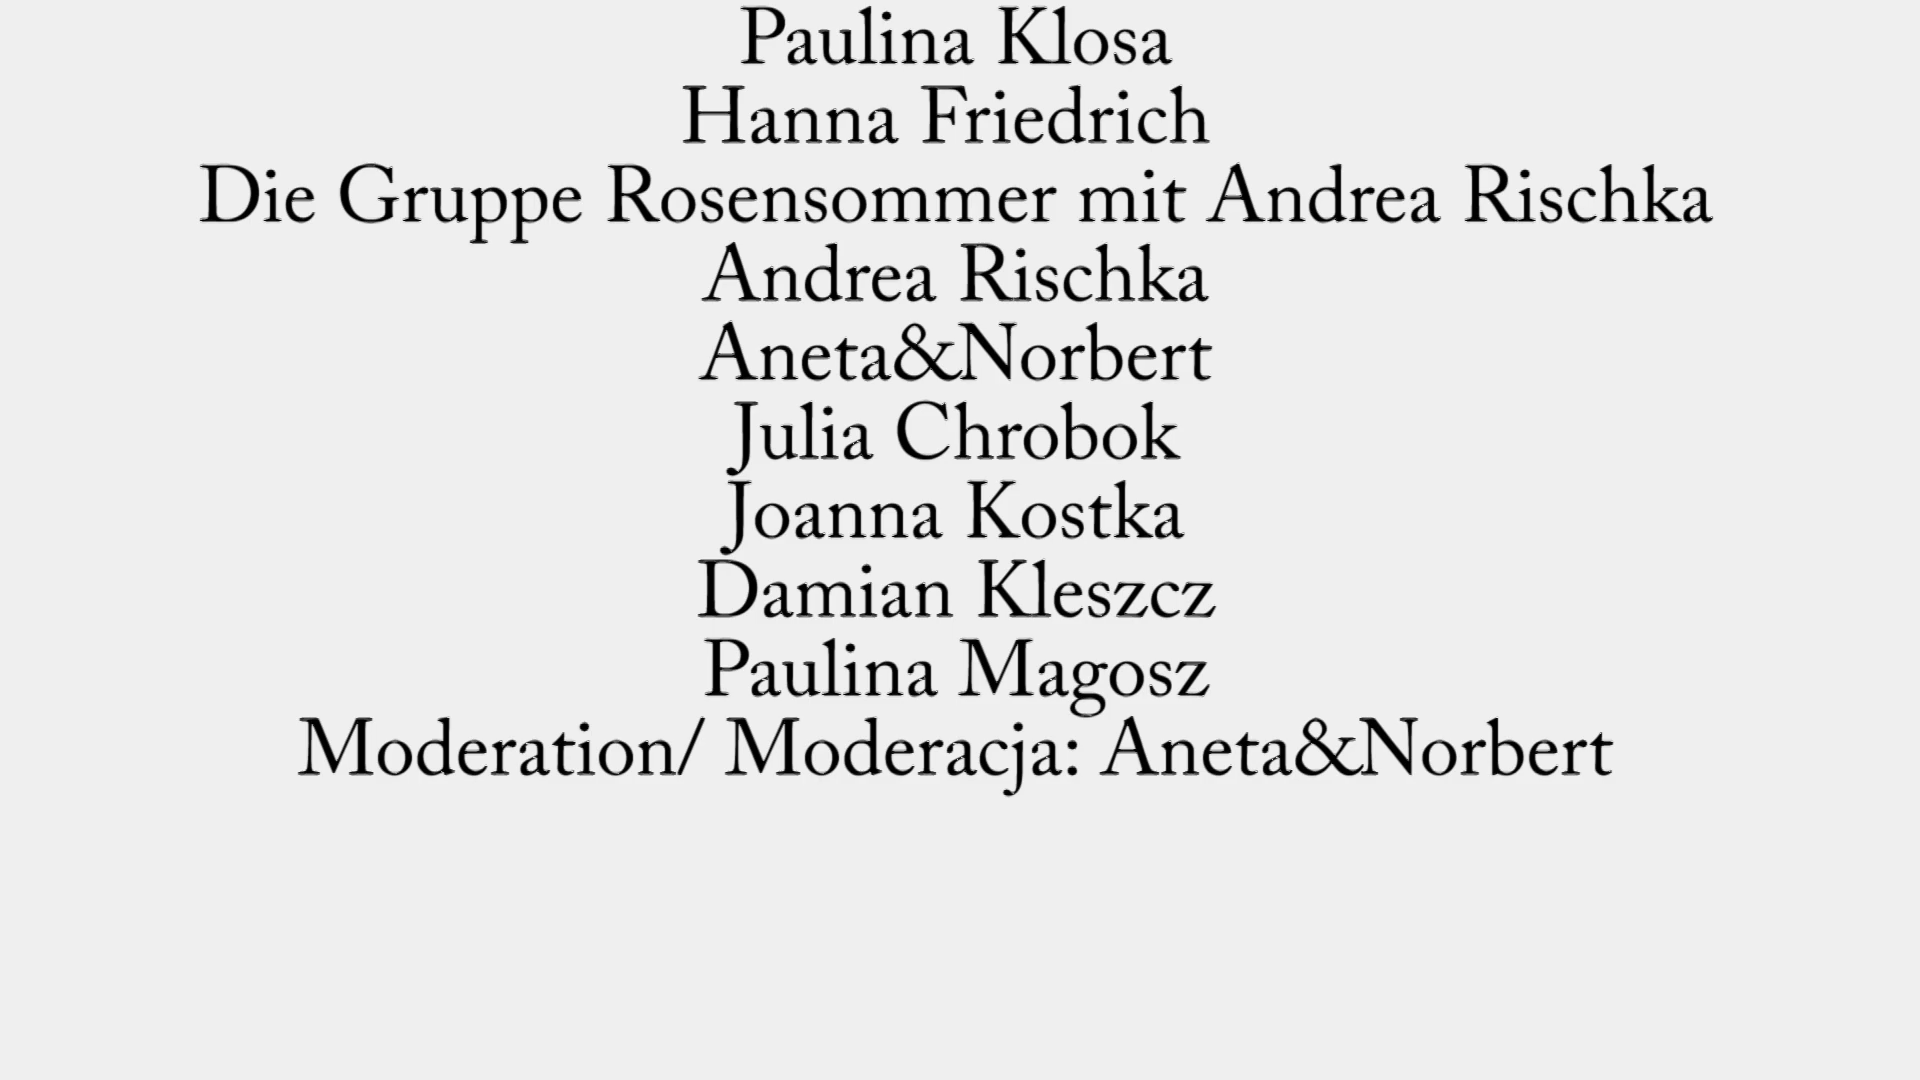 Paulina Klosa
Hanna Friedrich
Die Gruppe Rosensommer mit Andrea Rischka
Andrea Rischka
Aneta&Norbert
Julia Chrobok
Joanna Kostka
Damian Kleszcz
Paulina Magosz
Moderation/ Moderacja: Aneta&Norbert